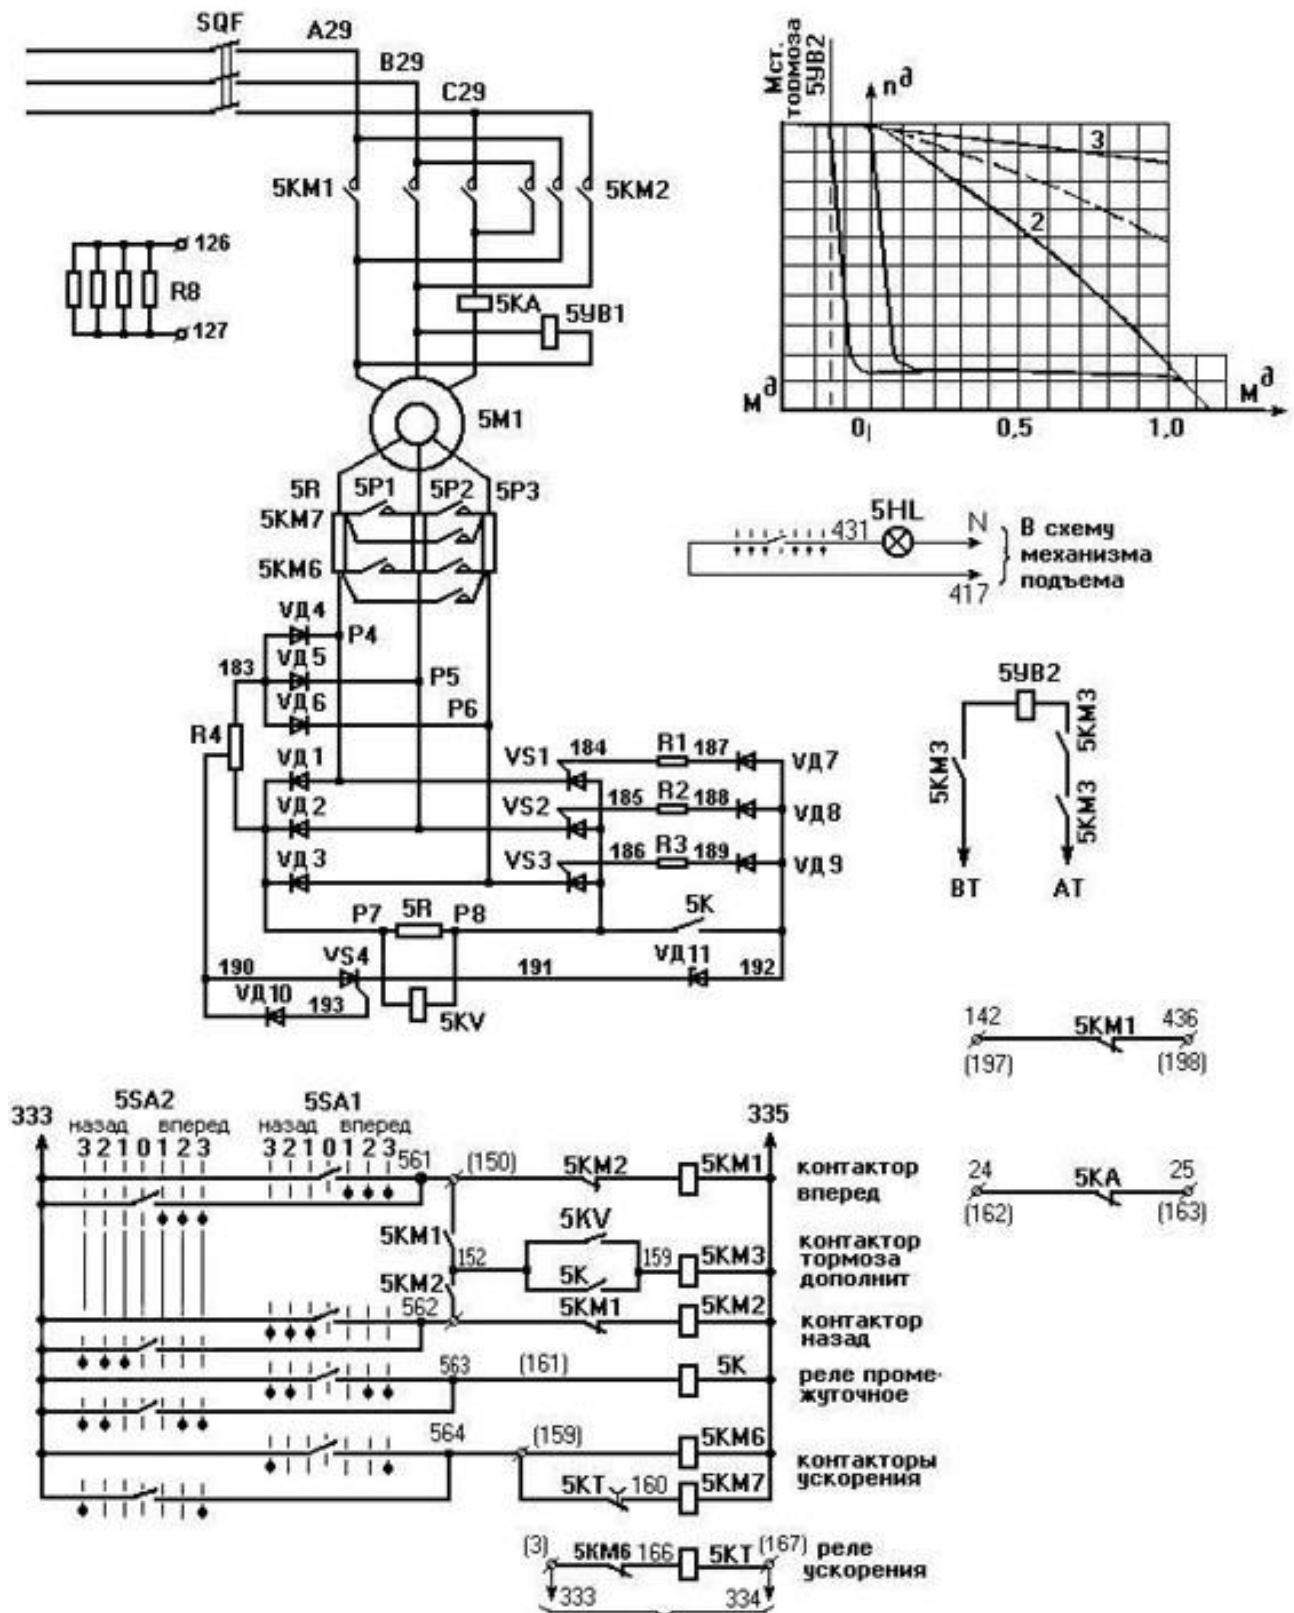 SQF
A29
B29
C29
5KM1
5KM2
126
R8
127
5KA
5УВ1
5M1
5R
5P1
5P2
5P3
5KM7
5KM6
VД4
P4
183
VД5
P5
VД6
P6
R4
VД1
VД2
VД3
VS1
184
R1
187
VД7
VS2
185
R2
188
VД8
VS3
186
R3
189
VД9
P7
5R
P8
5K
190
VS4
191
VД11
192
VД10
193
5KV
Мст.
тормоза
5УВ2
nд
3
2
Mд
0
0,5
1,0
Mд
431
5HL
N
417
В схему
механизма
подъема
5УВ2
5KM3
5KM3
5KM3
BT
AT
142
5KM1
436
(197)
(198)
24
5KA
25
(162)
(163)
333
5SA2
5SA1
335
назад
вперед
назад
вперед
3 2 1 0 1 2 3
3 2 1 0 1 2 3
561
(150)
5KM2
5KM1
контактор
вперед
5KM1
152
5KV
5K
159
5KM3
контактор
тормоза
дополнит
5KM2
562
5KM1
5KM2
контактор
назад
563
(161)
5K
реле проме-
жуточное
564
(159)
5KM6
5KT
160
5KM7
контакторы
ускорения
(3)
5KM6
166
5KT
(167)
реле
ускорения
333
334